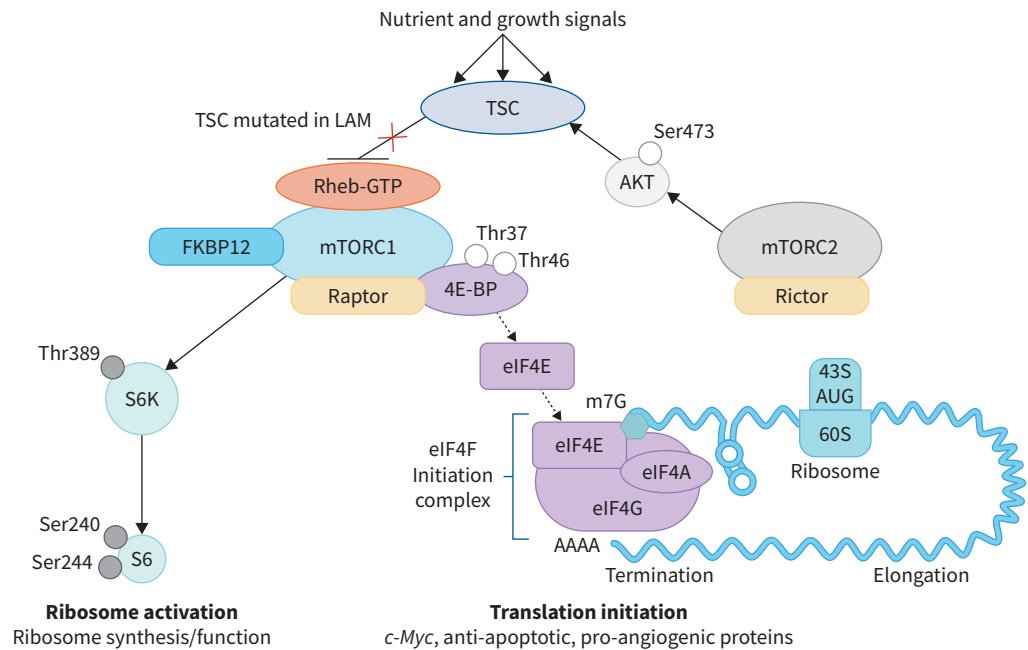 Nutrient and growth signals
TSC
TSC mutated in LAM
Ser473
AKT
Rheb-GTP
FKBP12
mTORC1
Thr37
Thr46
mTORC2
Raptor
4E-BP
Rictor
Thr389
S6K
eIF4E
43S
AUG
60S
Ribosome
m7G
eIF4F
Initiation
complex
eIF4E
eIF4A
eIF4G
Ser240
Ser244
S6
AAAA
Termination
Elongation
Ribosome activation
Ribosome synthesis/function
Translation initiation
c-Myc, anti-apoptotic, pro-angiogenic proteins